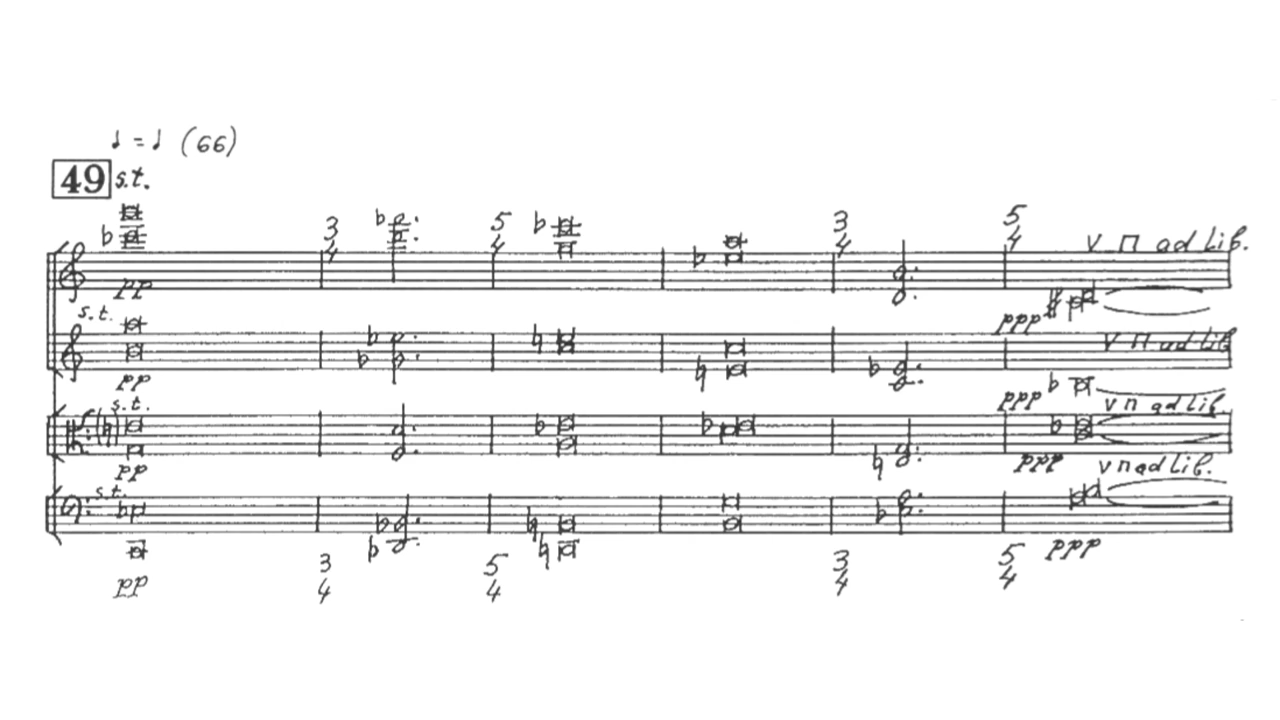 ♩ = ♩ (66)
49 s.t.
3 5 3 5
4 4 4 4
v п ad lib.
pp
s.t.
ppp
v п ad lib
pp
s.t.
ppp v п ad lib.
pp
ppp v п ad lib.
s.t.
ppp
pp
3 5 3 5
4 4 4 4